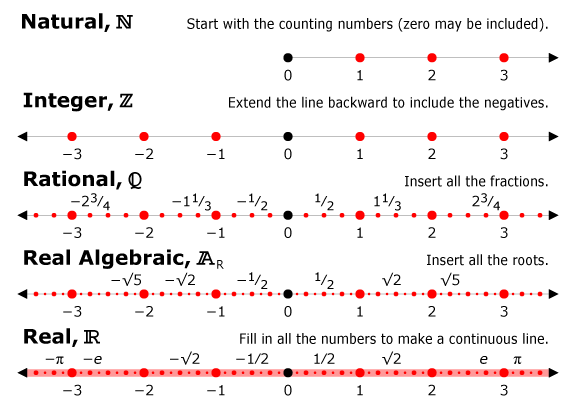 Natural, ℕ Start with the counting numbers (zero may be included).
0 1 2 3
Integer, ℤ Extend the line backward to include the negatives.
−3 −2 −1 0 1 2 3
Rational, ℚ Insert all the fractions.
−2³/₄ −1¹/₃ −¹/₂ ¹/₂ 1¹/₃ 2³/₄
−3 −2 −1 0 1 2 3
Real Algebraic, 𝔸ᵣ Insert all the roots.
−√5 −√2 −¹/₂ ¹/₂ √2 √5
−3 −2 −1 0 1 2 3
Real, ℝ Fill in all the numbers to make a continuous line.
−π −e −√2 −1/2 1/2 √2 e π
−3 −2 −1 0 1 2 3